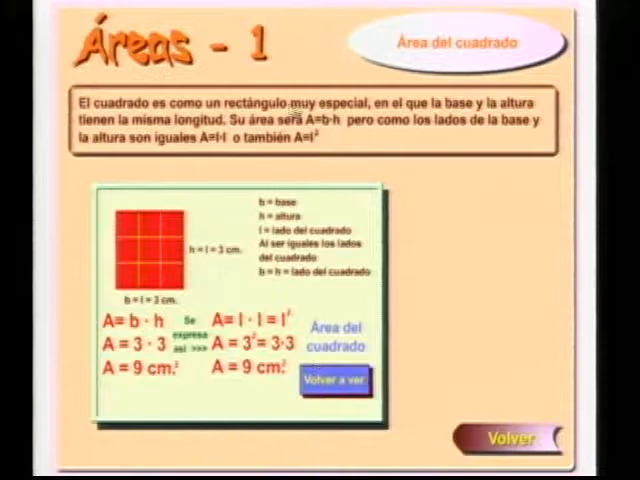 Áreas - 1
Área del cuadrado
El cuadrado es como un rectángulo muy especial, en el que la base y la altura
tienen la misma longitud. Su área será A=b·h pero como los lados de la base y
la altura son iguales A=l·l o también A=l²
b = base
h = altura
l = lado del cuadrado
Al ser iguales los lados
del cuadrado
b = h = lado del cuadrado
h = l = 3 cm.
b = l = 3 cm.
A= b · h
A = 3 · 3
A = 9 cm.²
Se
expresa
así >>>
A= l · l = l²
A = 3²= 3·3
A = 9 cm.²
Área del
cuadrado
Volver a ver
Volver